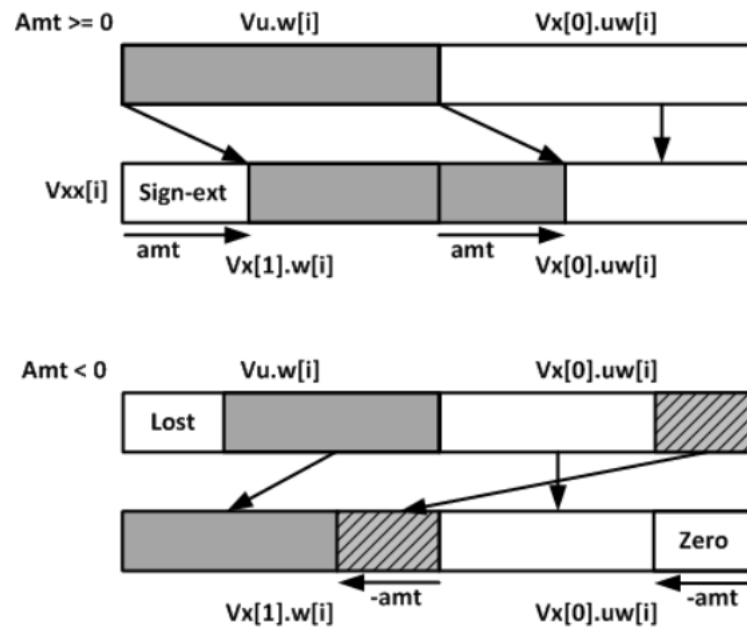 Amt >= 0 Vu.w[i] Vx[0].uw[i]
Vxx[i] Sign-ext
amt amt
Vx[1].w[i] Vx[0].uw[i]
Amt < 0 Vu.w[i] Vx[0].uw[i]
Lost
Zero
-amt -amt
Vx[1].w[i] Vx[0].uw[i]